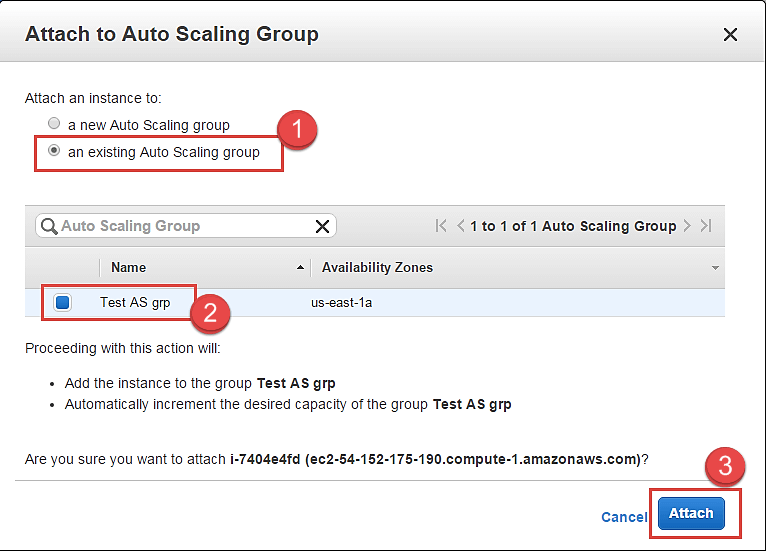 Attach to Auto Scaling Group
Attach an instance to:
a new Auto Scaling group
1
an existing Auto Scaling group
Auto Scaling Group
1 to 1 of 1 Auto Scaling Group
Name
Availability Zones
Test AS grp
us-east-1a
2
Proceeding with this action will:
• Add the instance to the group Test AS grp
• Automatically increment the desired capacity of the group Test AS grp
Are you sure you want to attach i-7404e4fd (ec2-54-152-175-190.compute-1.amazonaws.com)?
3
Cancel
Attach